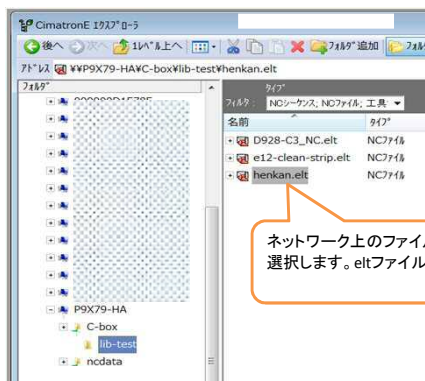 CimatronE ｴｸｽﾌﾟﾛｰﾗ
後へ 次へ 1ﾚﾍﾞﾙ上へ ﾌｫﾙﾀﾞ追加 ﾌｫﾙ
ｱﾄﾞﾚｽ ¥¥P9X79-HA¥C-box¥lib-test¥henkan.elt
ﾌｫﾙﾀﾞ
ﾀｲﾌﾟ
ﾌｨﾙﾀ: NCｼｰｹﾝｽ; NCﾌｧｲﾙ; 工具
名前 ﾀｲﾌﾟ
D928-C3_NC.elt NCﾌｧｲﾙ
e12-clean-strip.elt NCﾌｧｲﾙ
henkan.elt NCﾌｧｲﾙ
ネットワーク上のファイル
選択します。eltファイル
P9X79-HA
C-box
lib-test
ncdata